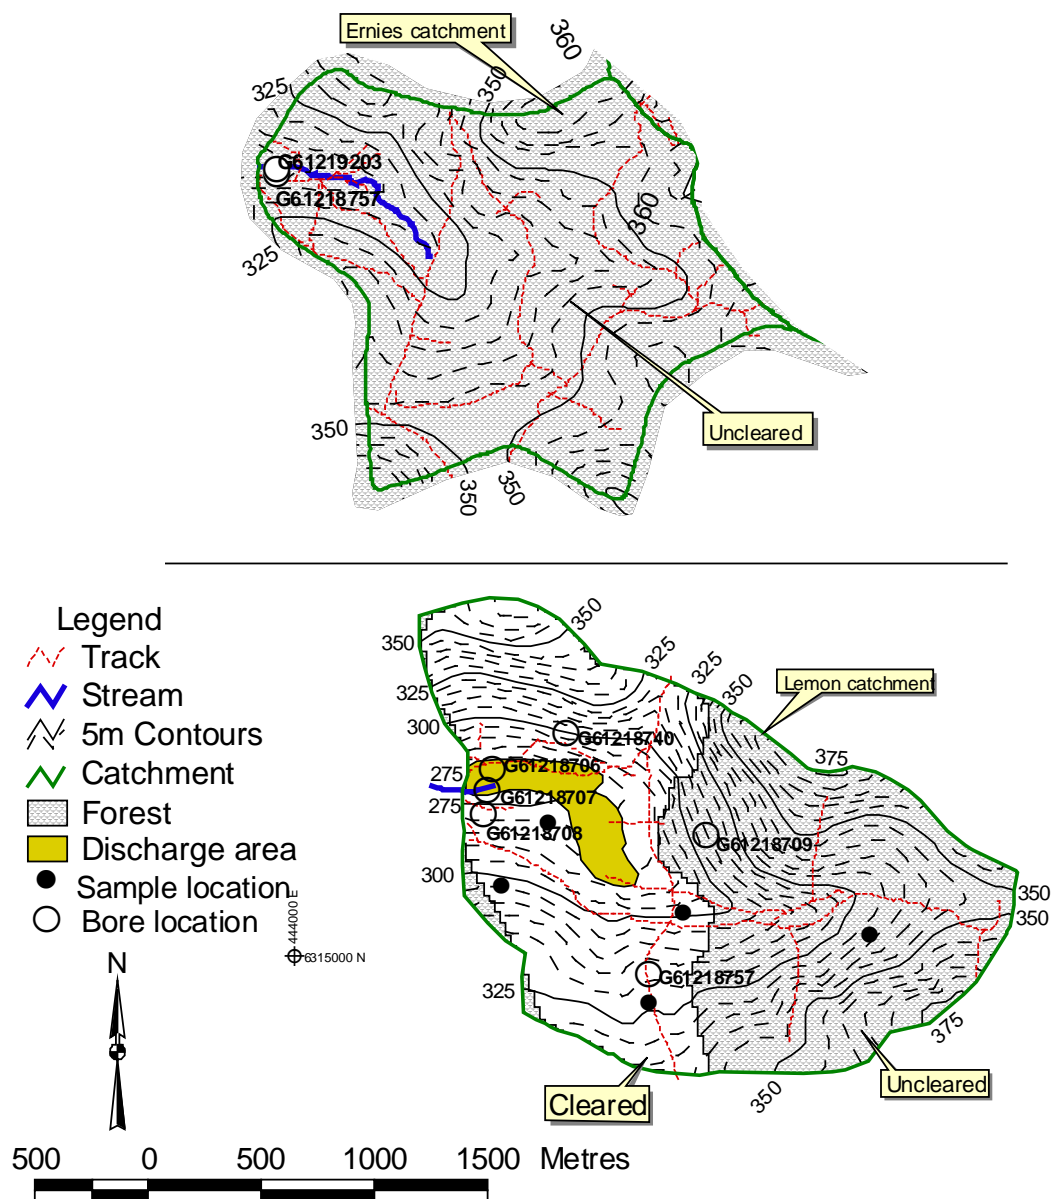 Ernies catchment
360
350
325
G61219203
G61218757
360
325
350
Uncleared
350
350
Legend
Track
Stream
5m Contours
Catchment
Forest
Discharge area
Sample location
Bore location
444000 E
6315000 N
N
350
350
325
325
350
Lemon catchment
325
300
G61218740
375
275
G61218706
275
G61218707
G61218708
G61218709
300
350
350
G61218757
325
375
350
Uncleared
Cleared
500 0 500 1000 1500 Metres